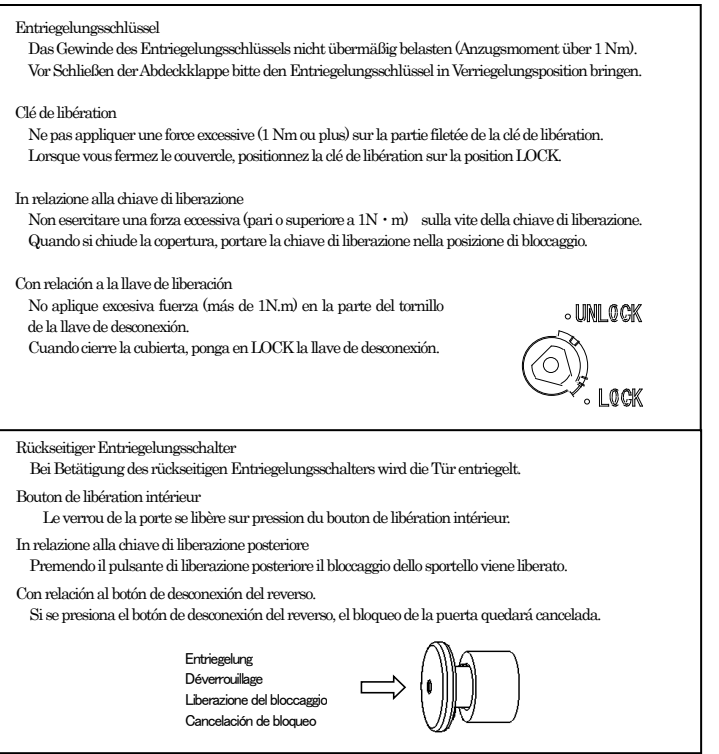 Entriegelungsschlüssel
Das Gewinde des Entriegelungsschlüssels nicht übermäßig belasten (Anzugsmoment über 1 Nm).
Vor Schließen der Abdeckklappe bitte den Entriegelungsschlüssel in Verriegelungsposition bringen.
Clé de libération
Ne pas appliquer une force excessive (1 Nm ou plus) sur la partie filetée de la clé de libération.
Lorsque vous fermez le couvercle, positionnez la clé de libération sur la position LOCK.
In relazione alla chiave di liberazione
Non esercitare una forza eccessiva (pari o superiore a 1N・m) sulla vite della chiave di liberazione.
Quando si chiude la copertura, portare la chiave di liberazione nella posizione di bloccaggio.
Con relación a la llave de liberación
No aplique excesiva fuerza (más de 1N.m) en la parte del tornillo
de la llave de desconexión.
Cuando cierre la cubierta, ponga en LOCK la llave de desconexión.
UNLOCK
LOCK
Rückseitiger Entriegelungsschalter
Bei Betätigung des rückseitigen Entriegelungsschalters wird die Tür entriegelt.
Bouton de libération intérieur
Le verrou de la porte se libère sur pression du bouton de libération intérieur.
In relazione alla chiave di liberazione posteriore
Premendo il pulsante di liberazione posteriore il bloccaggio dello sportello viene liberato.
Con relación al botón de desconexión del reverso.
Si se presiona el botón de desconexión del reverso, el bloqueo de la puerta quedará cancelada.
Entriegelung
Déverrouillage
Liberazione del bloccaggio
Cancelación de bloqueo